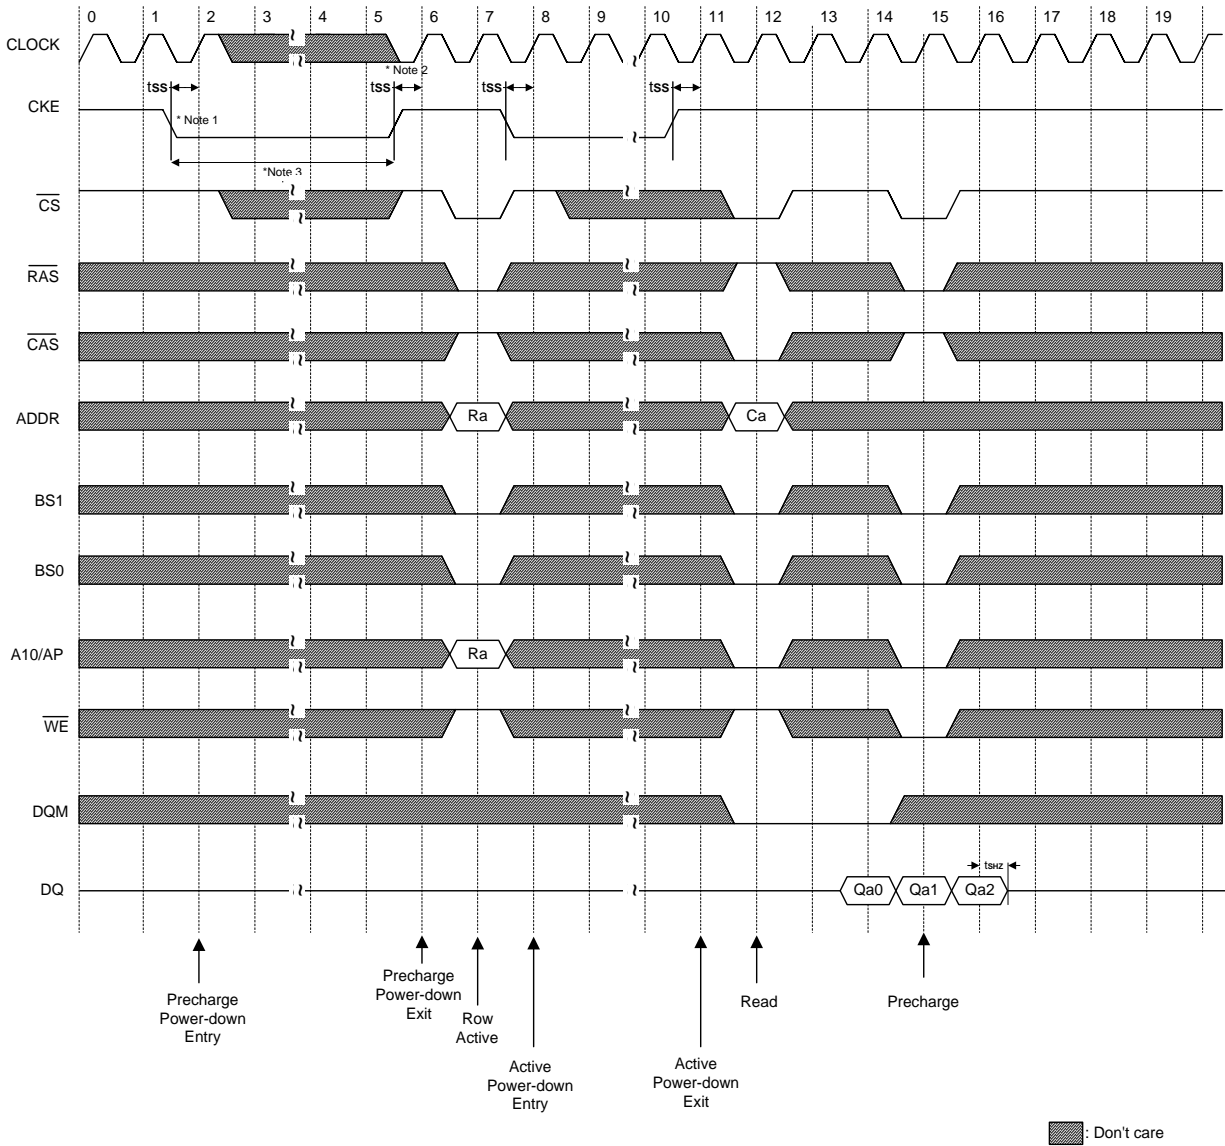 0 1 2 3 4 5 6 7 8 9 10 11 12 13 14 15 16 17 18 19
CLOCK
* Note 2
tss tss tss tss
CKE
* Note 1
*Note 3
CS
RAS
CAS
ADDR Ra Ca
BS1
BS0
A10/AP Ra
WE
DQM
tSHZ
DQ Qa0 Qa1 Qa2
Precharge
Power-down
Entry
Precharge
Power-down
Exit
Row
Active
Active
Power-down
Entry
Active
Power-down
Exit
Read
Precharge
: Don't care